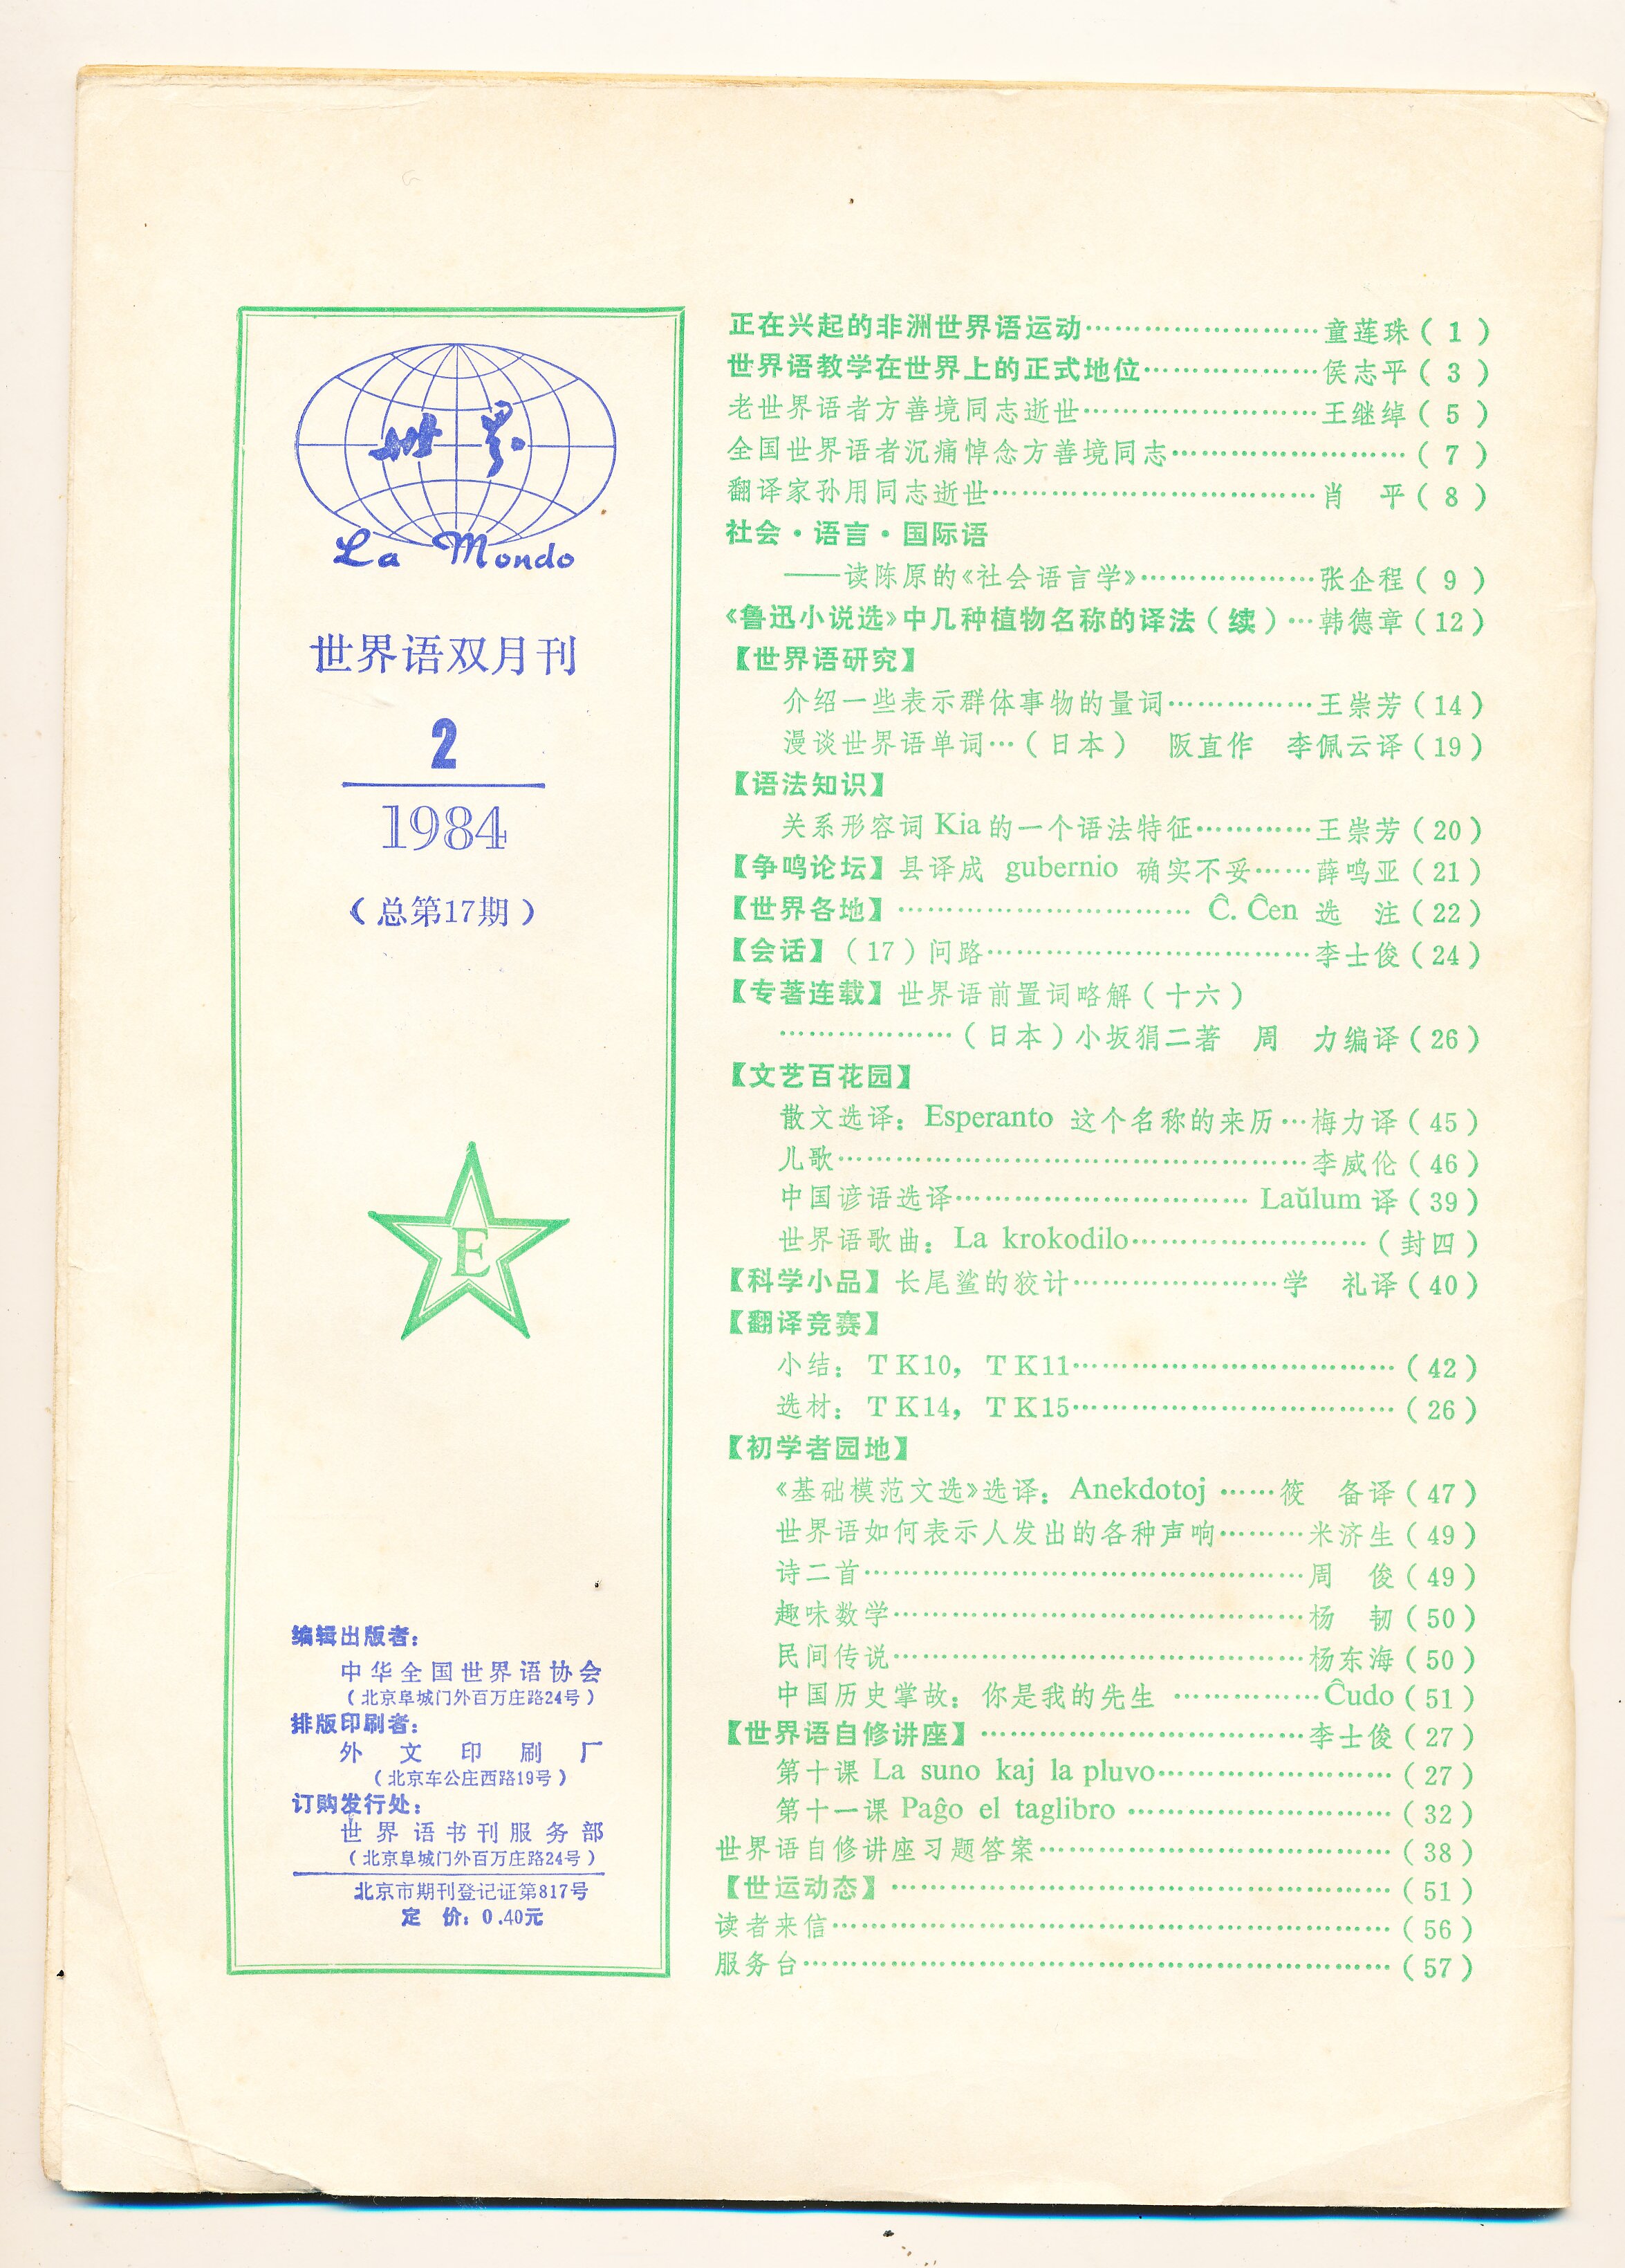 世界
La Mondo
世界语双月刊
2
1984
（总第17期）
E
编辑出版者：
中华全国世界语协会
（北京阜城门外百万庄路24号）
排版印刷者：
外文印刷厂
（北京车公庄西路19号）
订购发行处：
世界语书刊服务部
（北京阜城门外百万庄路24号）
北京市期刊登记证第817号
定 价：0.40元
正在兴起的非洲世界语运动……………………童莲珠（1）
世界语教学在世界上的正式地位………………侯志平（3）
老世界语者方善境同志逝世……………………王继绰（5）
全国世界语者沉痛悼念方善境同志……………………（7）
翻译家孙用同志逝世……………………………肖 平（8）
社会·语言·国际语
——读陈原的《社会语言学》………………张企程（9）
《鲁迅小说选》中几种植物名称的译法（续）…韩德章（12）
【世界语研究】
介绍一些表示群体事物的量词……………王崇芳（14）
漫谈世界语单词…（日本） 阪直作 李佩云译（19）
【语法知识】
关系形容词 Kia 的一个语法特征…………王崇芳（20）
【争鸣论坛】县译成 gubernio 确实不妥……薛鸣亚（21）
【世界各地】………………………… Ĉ. Ĉen 选 注（22）
【会话】（17）问路……………………………李士俊（24）
【专著连载】世界语前置词略解（十六）
………………（日本）小坂狷二著 周 力编译（26）
【文艺百花园】
散文选译：Esperanto 这个名称的来历…梅力译（45）
儿歌…………………………………………李威伦（46）
中国谚语选译………………………… Laŭlum 译（39）
世界语歌曲：La krokodilo……………………（封四）
【科学小品】长尾鲨的狡计…………………学 礼译（40）
【翻译竞赛】
小结：TK10，TK11……………………………（42）
选材：TK14，TK15……………………………（26）
【初学者园地】
《基础模范文选》选译：Anekdotoj ……筱 备译（47）
世界语如何表示人发出的各种声响………米济生（49）
诗二首………………………………………周 俊（49）
趣味数学……………………………………杨 韧（50）
民间传说……………………………………杨东海（50）
中国历史掌故：你是我的先生 ……………Ĉudo（51）
【世界语自修讲座】……………………………李士俊（27）
第十课 La suno kaj la pluvo……………………（27）
第十一课 Paĝo el taglibro ………………………（32）
世界语自修讲座习题答案………………………………（38）
【世运动态】……………………………………………（51）
读者来信…………………………………………………（56）
服务台……………………………………………………（57）